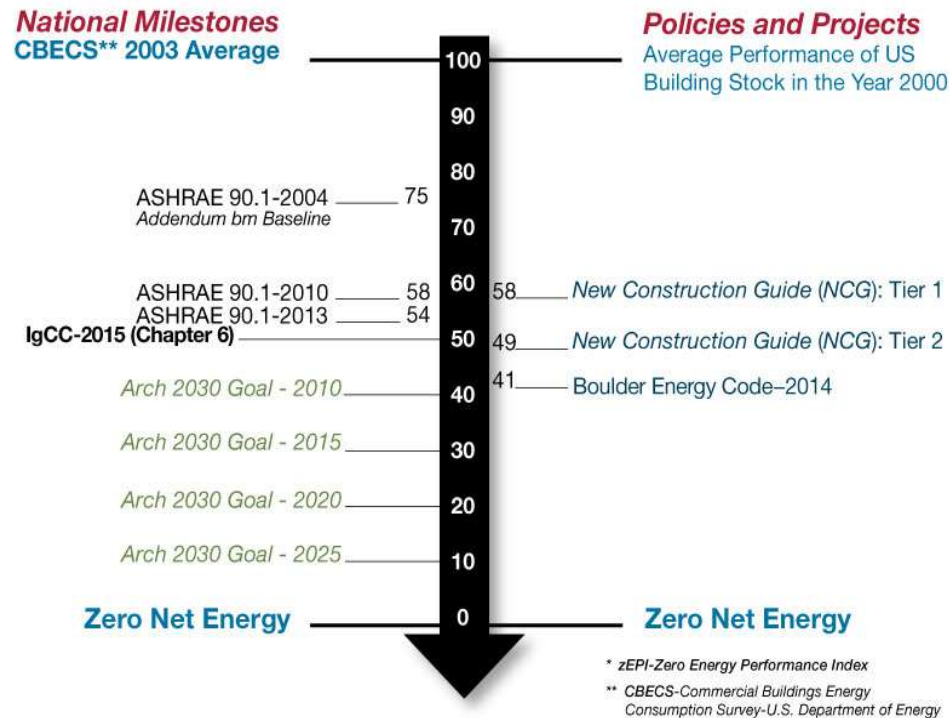 National Milestones
CBECS** 2003 Average
Policies and Projects
Average Performance of US
Building Stock in the Year 2000
100
90
80
ASHRAE 90.1-2004 75
Addendum bm Baseline
70
60
ASHRAE 90.1-2010 58
58 New Construction Guide (NCG): Tier 1
ASHRAE 90.1-2013 54
IgCC-2015 (Chapter 6)
50
49 New Construction Guide (NCG): Tier 2
41 Boulder Energy Code–2014
Arch 2030 Goal - 2010
40
Arch 2030 Goal - 2015
30
Arch 2030 Goal - 2020
20
Arch 2030 Goal - 2025
10
Zero Net Energy
0
Zero Net Energy
* zEPI-Zero Energy Performance Index
** CBECS-Commercial Buildings Energy
Consumption Survey-U.S. Department of Energy